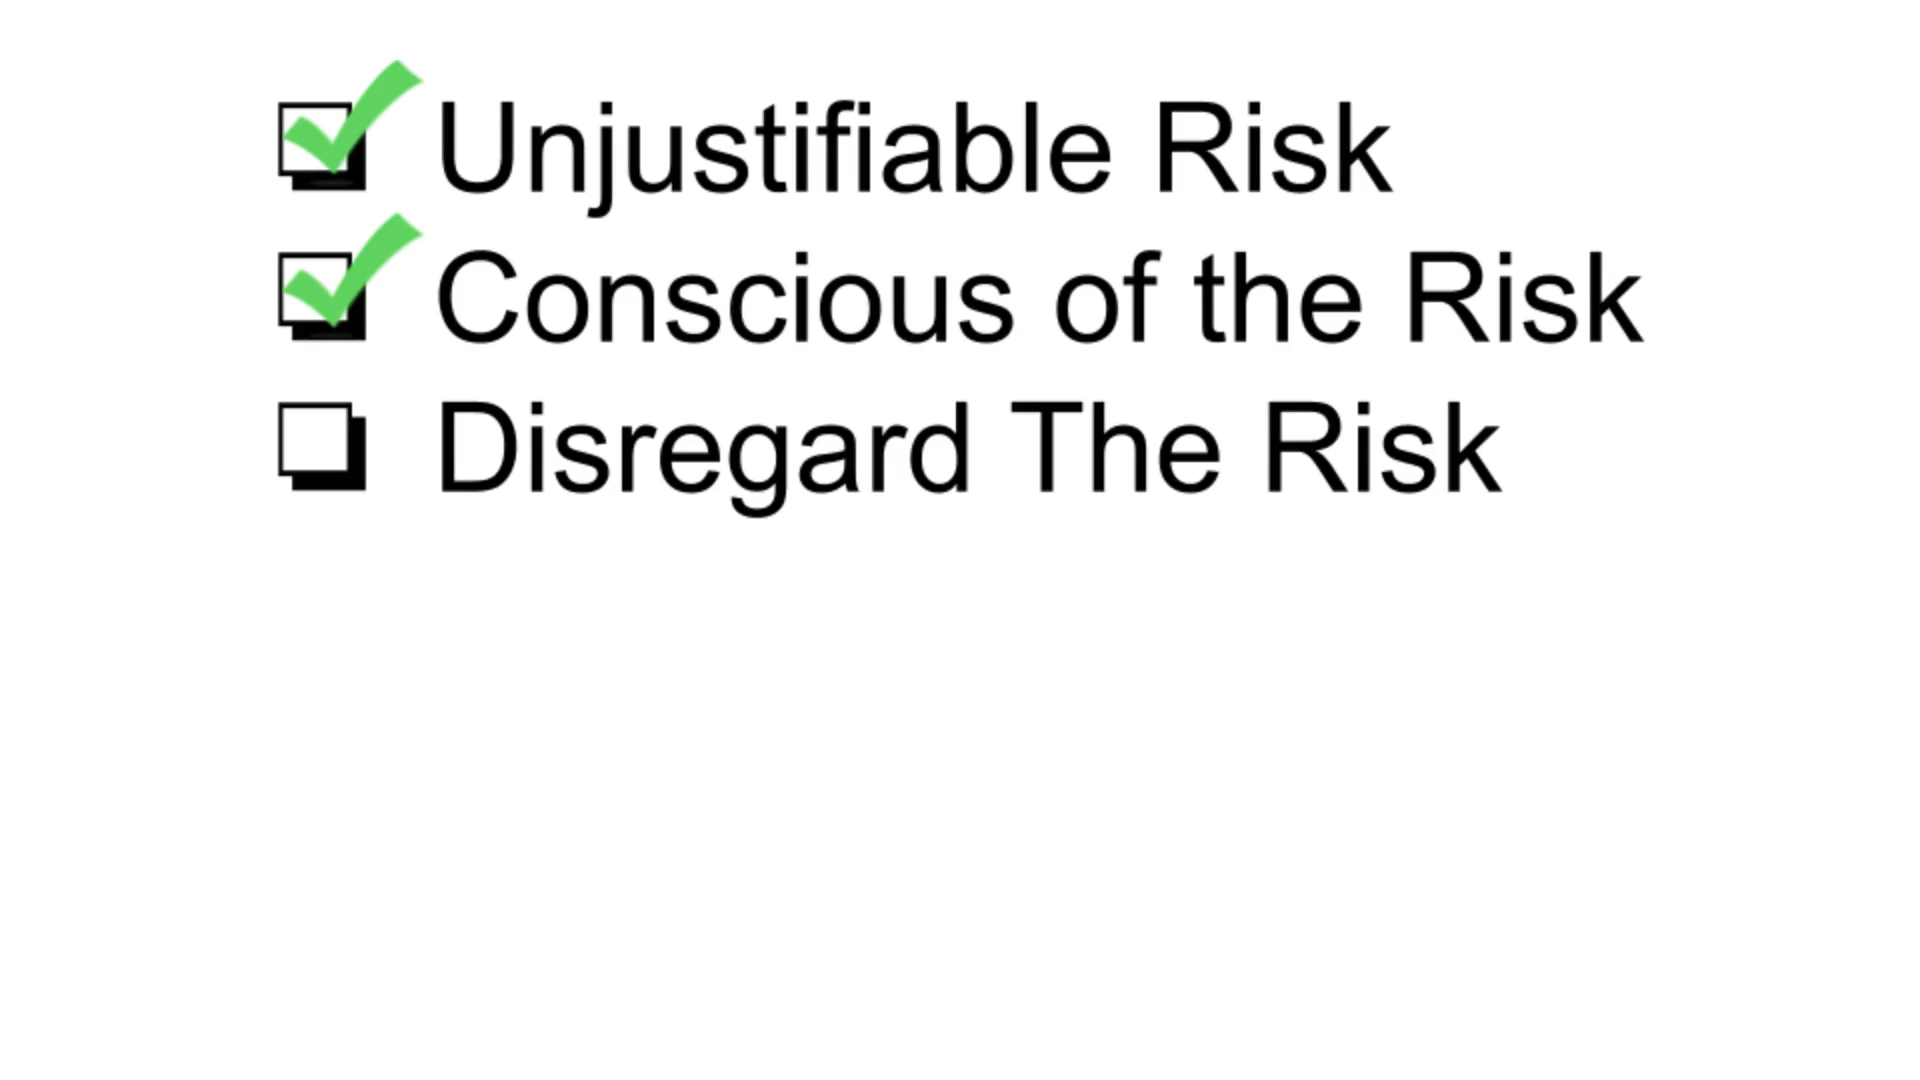 Unjustifiable Risk
Conscious of the Risk
Disregard The Risk